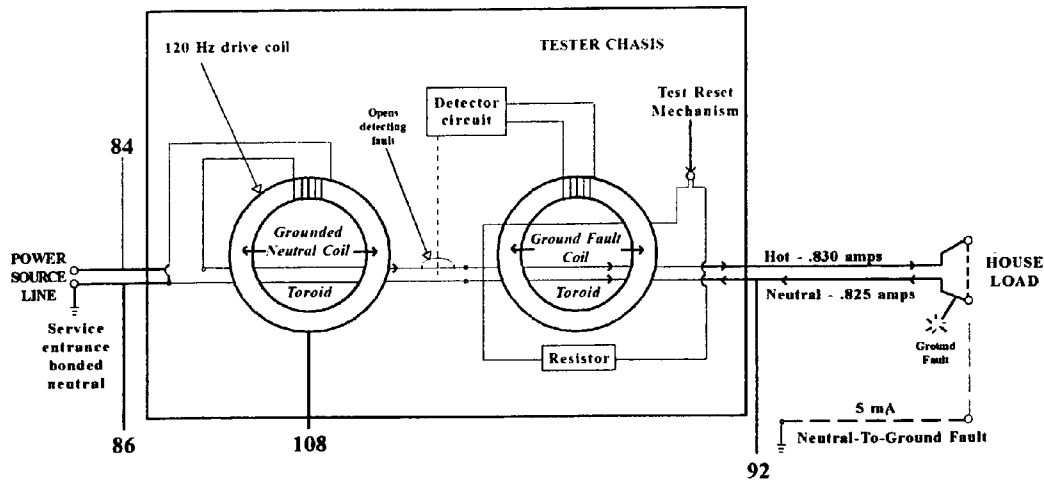 120 Hz drive coil
TESTER CHASIS
Opens
detecting
fault
Detector
circuit
Test Reset
Mechanism
84
Grounded
Neutral Coil
Toroid
Ground Fault
Coil
Toroid
POWER
SOURCE
LINE
Hot - .830 amps
Neutral - .825 amps
HOUSE
LOAD
Service
entrance
bonded
neutral
Resistor
Ground
Fault
5 mA
Neutral-To-Ground Fault
86
108
92